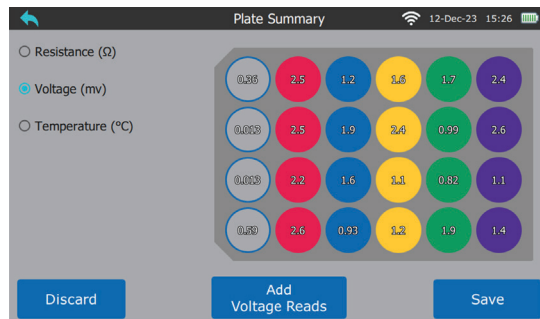 Plate Summary 12-Dec-23 15:26
Resistance (Ω)
Voltage (mv)
Temperature (°C)
0.36 2.5 1.2 1.6 1.7 2.4
0.013 2.5 1.9 2.4 0.99 2.6
0.013 2.2 1.6 1.1 0.82 1.1
0.59 2.6 0.93 1.2 1.9 1.4
Discard
Add
Voltage Reads
Save